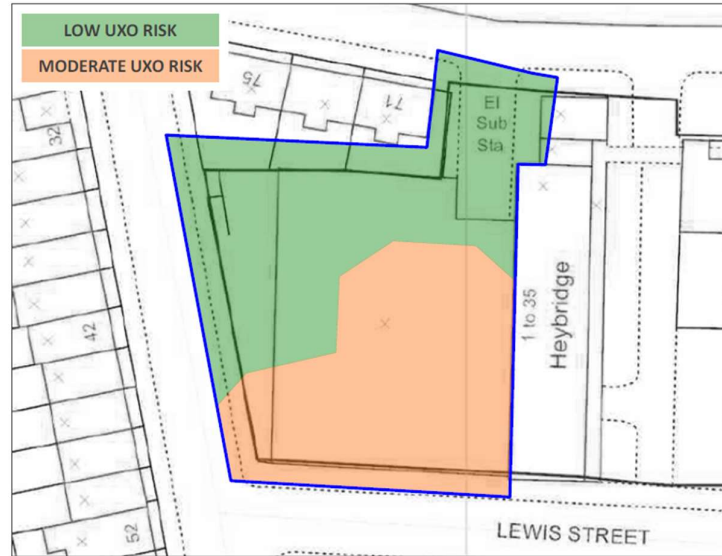 LOW UXO RISK
MODERATE UXO RISK
75
71
El
Sub
Sta
32
42
52
1 to 35
Heybridge
LEWIS STREET